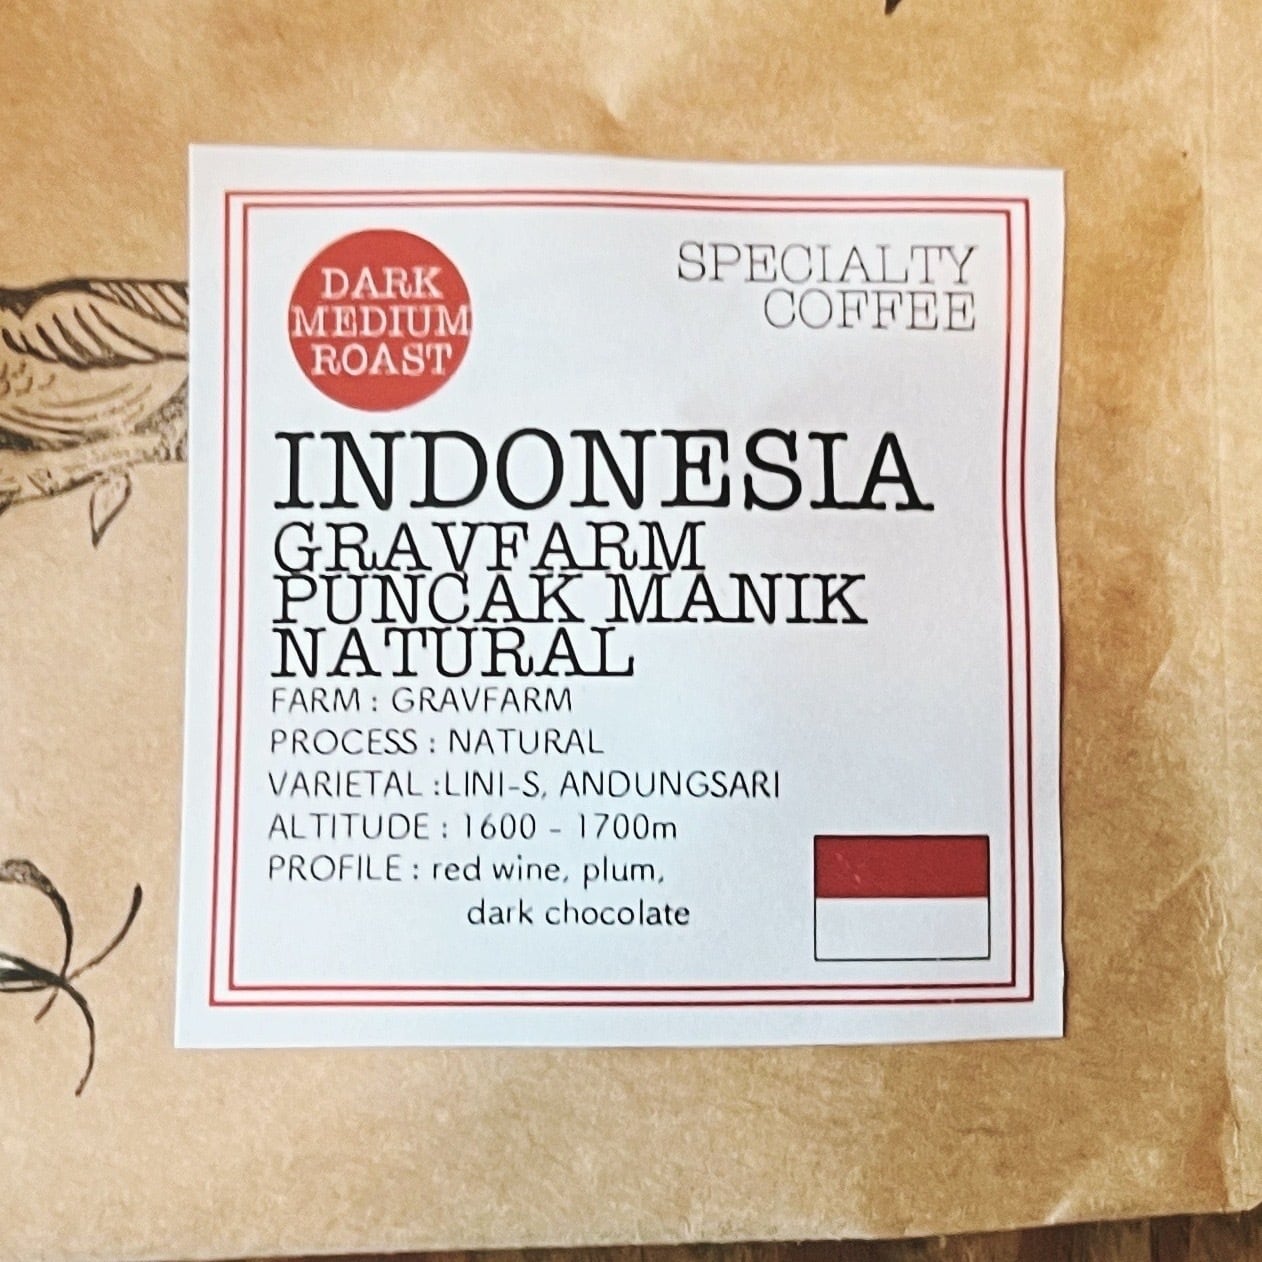 DARK
MEDIUM
ROAST
SPECIALTY
COFFEE
INDONESIA
GRAVFARM
PUNCAK MANIK
NATURAL
FARM : GRAVFARM
PROCESS : NATURAL
VARIETAL :LINI-S, ANDUNGSARI
ALTITUDE : 1600 - 1700m
PROFILE : red wine, plum,
dark chocolate